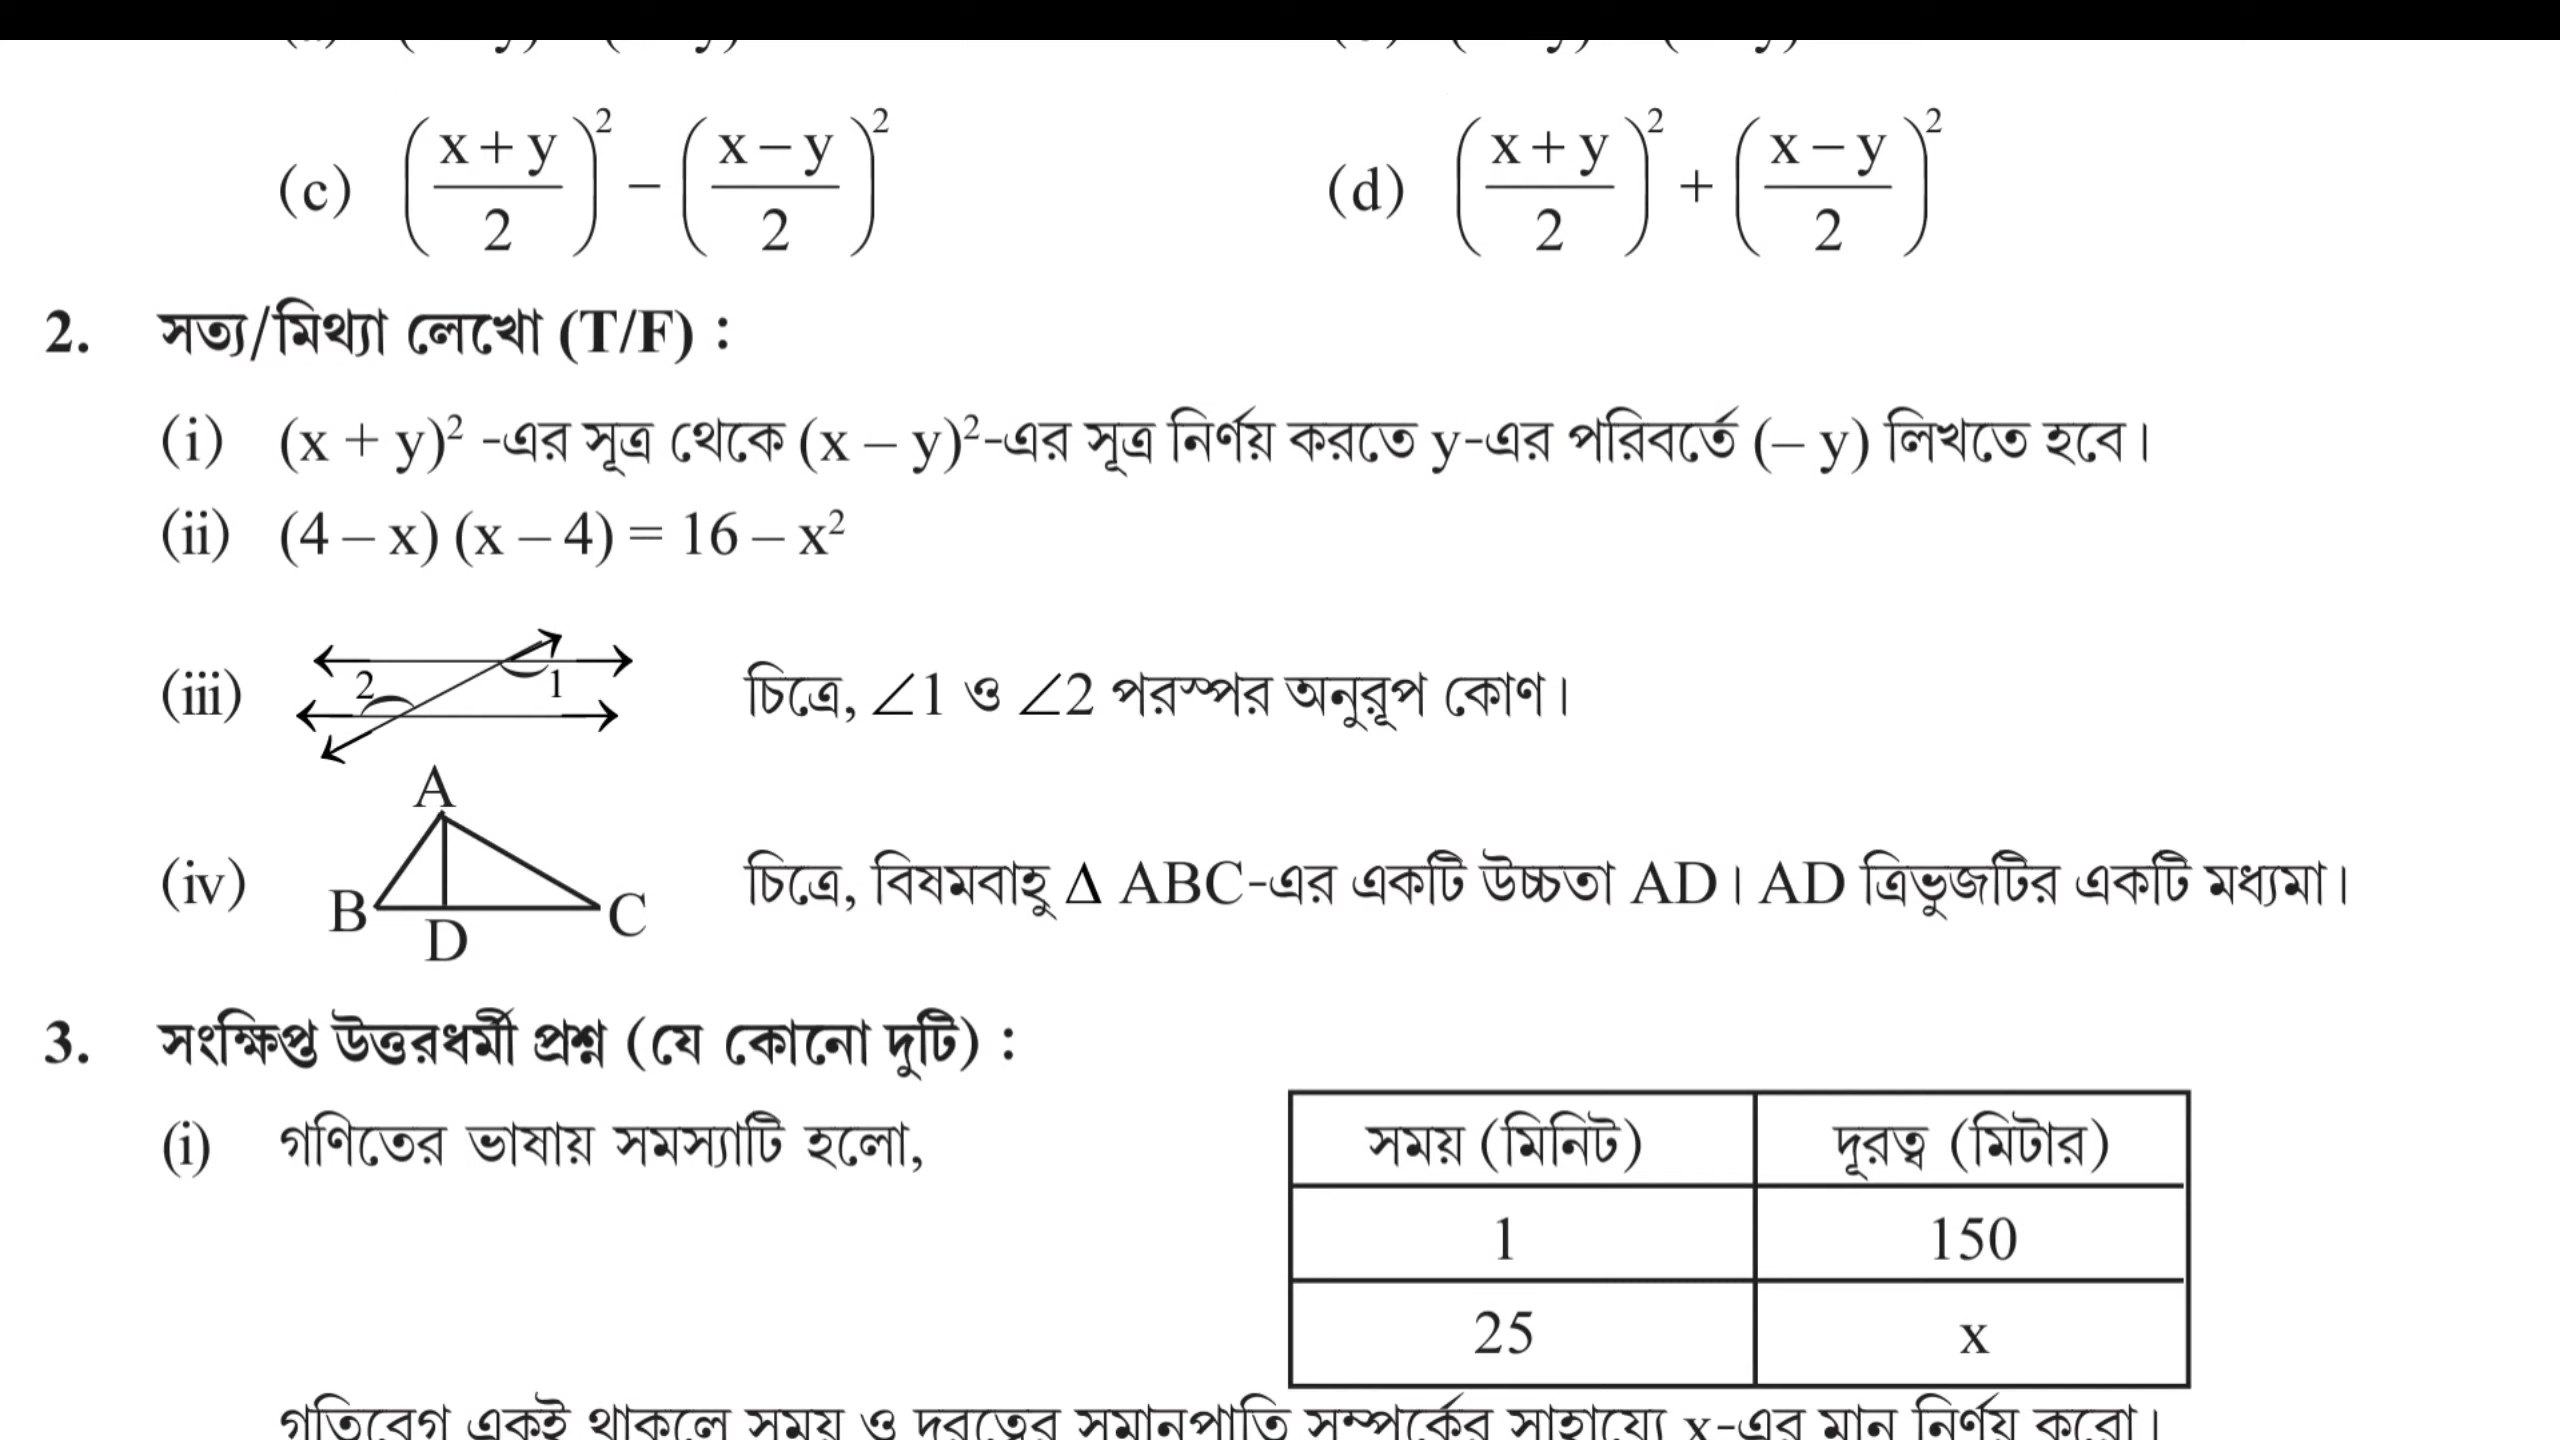 (c) ((x + y)/2)² – ((x – y)/2)² (d) ((x + y)/2)² + ((x – y)/2)²
2. সত্য/মিথ্যা লেখো (T/F) :
(i) (x + y)² -এর সূত্র থেকে (x – y)²-এর সূত্র নির্ণয় করতে y-এর পরিবর্তে (– y) লিখতে হবে।
(ii) (4 – x) (x – 4) = 16 – x²
(iii) 2 1 চিত্রে, ∠1 ও ∠2 পরস্পর অনুরূপ কোণ।
A
(iv) B D C চিত্রে, বিষমবাহু Δ ABC-এর একটি উচ্চতা AD। AD ত্রিভুজটির একটি মধ্যমা।
3. সংক্ষিপ্ত উত্তরধর্মী প্রশ্ন (যে কোনো দুটি) :
(i) গণিতের ভাষায় সমস্যাটি হলো,
সময় (মিনিট) দূরত্ব (মিটার)
1 150
25 x
গতিবেগ একই থাকলে সময় ও দূরত্বের সমানুপাতি সম্পর্কের সাহায্যে x-এর মান নির্ণয় করো।